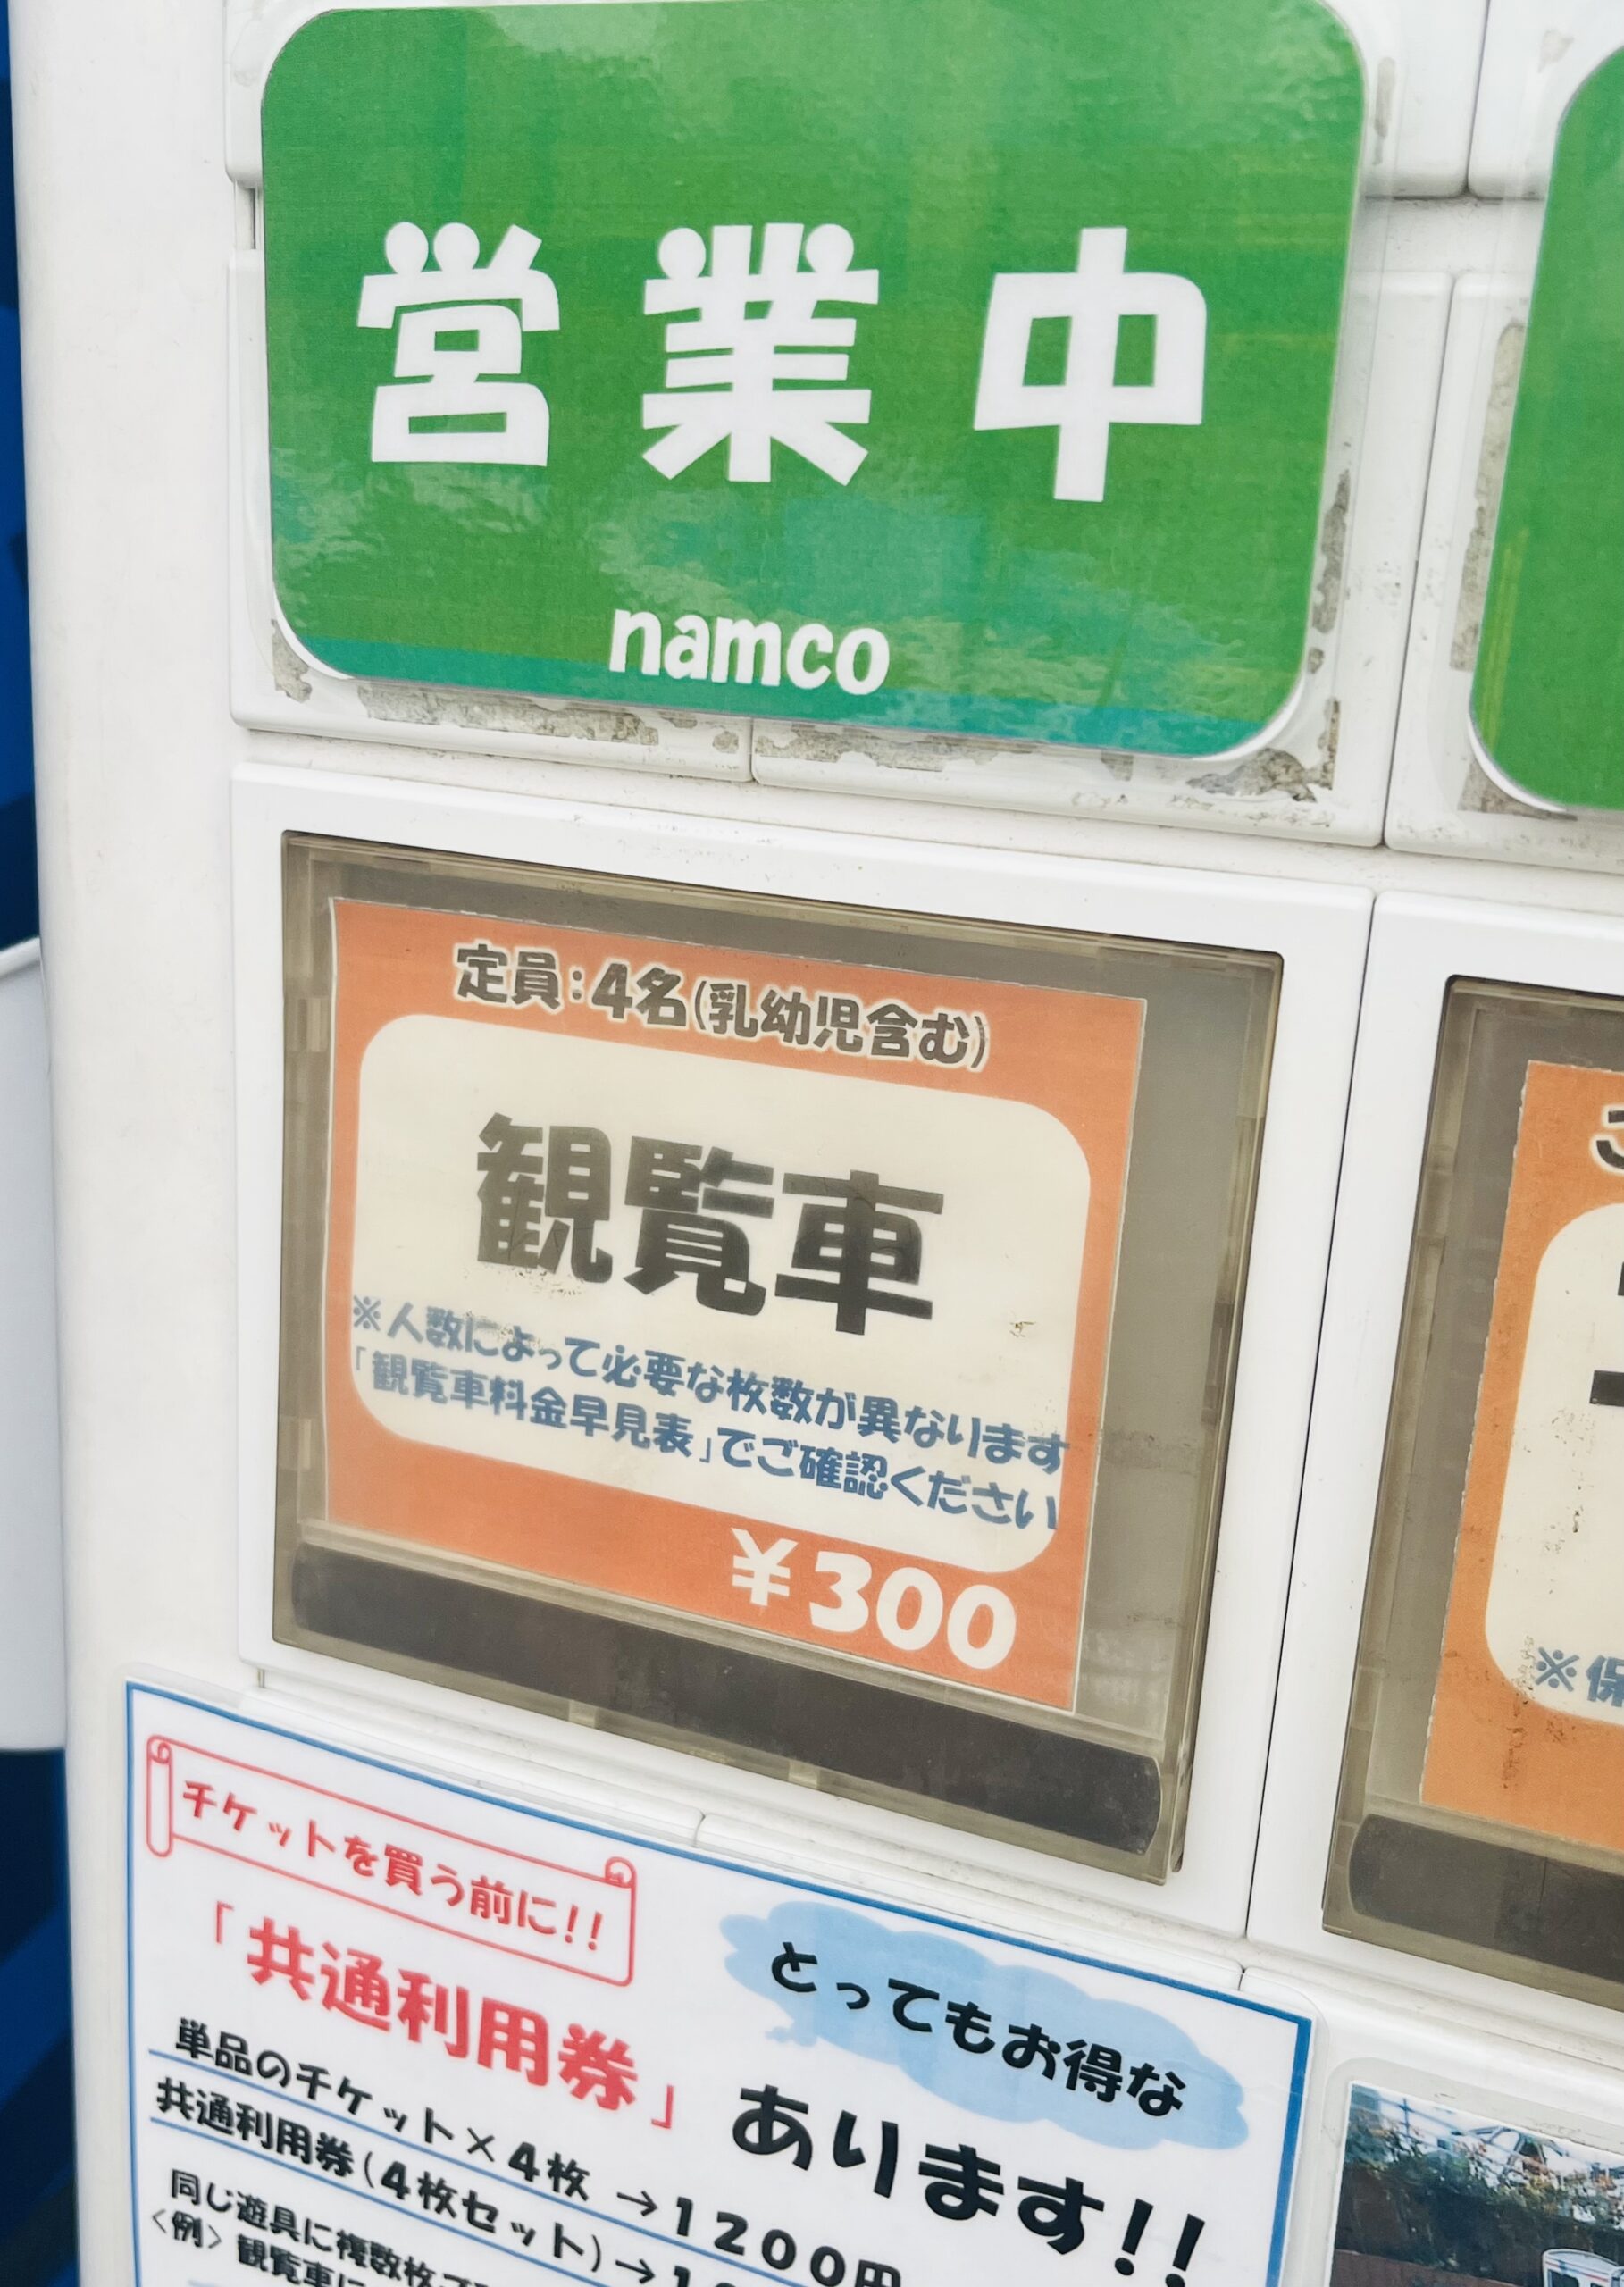 営業中
namco
定員：4名(乳幼児含む)
観覧車
※人数によって必要な枚数が異なります
「観覧車料金早見表」でご確認ください
¥300
※保
チケットを買う前に!!
「共通利用券」
とってもお得な
あります!!
単品のチケット×4枚→1200円
共通利用券(4枚セット)→1
同じ遊具に複数枚
〈例〉観覧車に